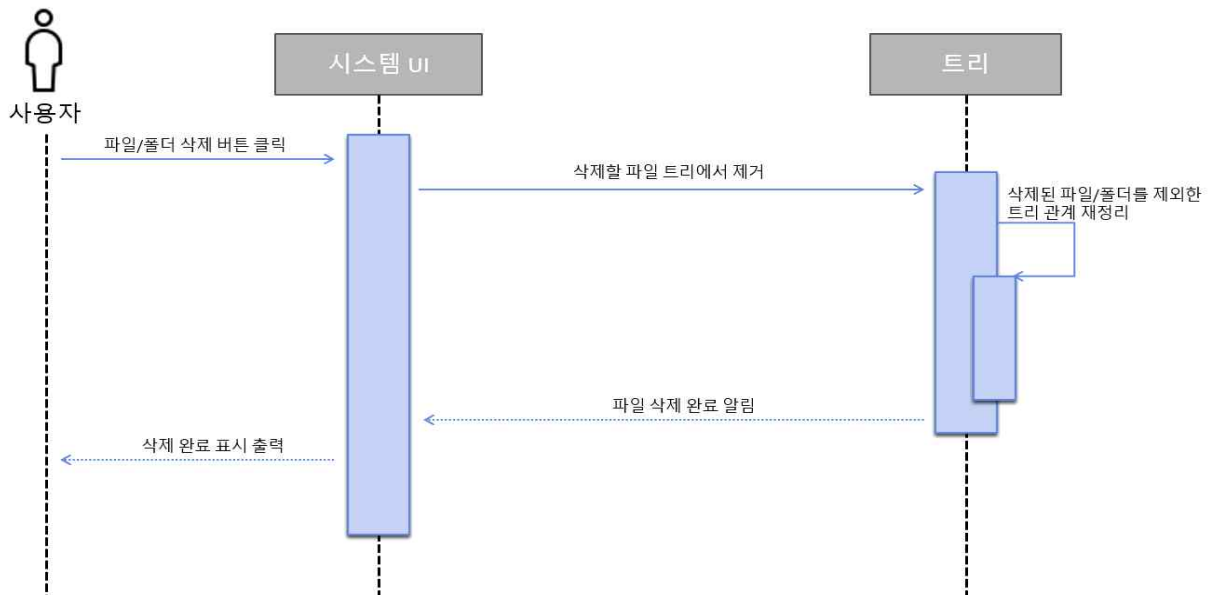 시스템 UI
트리
사용자
파일/폴더 삭제 버튼 클릭
삭제할 파일 트리에서 제거
삭제된 파일/폴더를 제외한
트리 관계 재정리
파일 삭제 완료 알림
삭제 완료 표시 출력